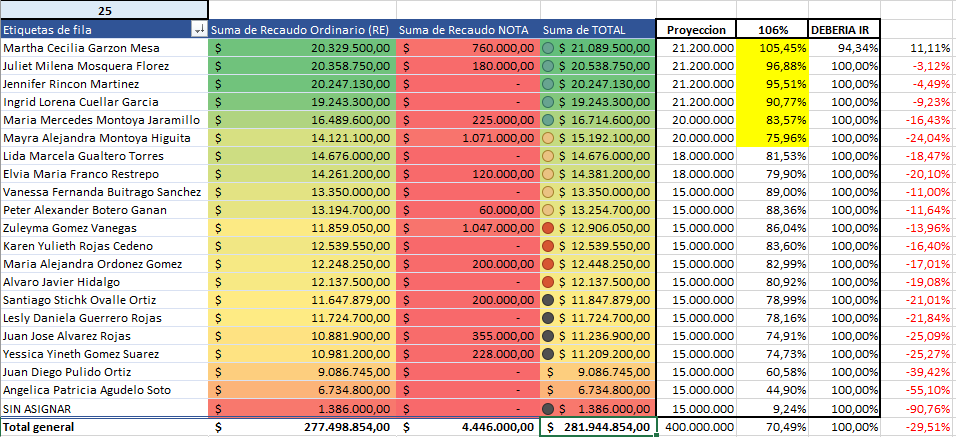 25
Etiquetas de fila Suma de Recaudo Ordinario (RE) Suma de Recaudo NOTA Suma de TOTAL Proyeccion 106% DEBERIA IR
Martha Cecilia Garzon Mesa $ 20.329.500,00 $ 760.000,00 $ 21.089.500,00 21.200.000 105,45% 94,34% 11,11%
Juliet Milena Mosquera Florez $ 20.358.750,00 $ 180.000,00 $ 20.538.750,00 21.200.000 96,88% 100,00% -3,12%
Jennifer Rincon Martinez $ 20.247.130,00 $ - $ 20.247.130,00 21.200.000 95,51% 100,00% -4,49%
Ingrid Lorena Cuellar Garcia $ 19.243.300,00 $ - $ 19.243.300,00 21.200.000 90,77% 100,00% -9,23%
Maria Mercedes Montoya Jaramillo $ 16.489.600,00 $ 225.000,00 $ 16.714.600,00 20.000.000 83,57% 100,00% -16,43%
Mayra Alejandra Montoya Higuita $ 14.121.100,00 $ 1.071.000,00 $ 15.192.100,00 20.000.000 75,96% 100,00% -24,04%
Lida Marcela Gualtero Torres $ 14.676.000,00 $ - $ 14.676.000,00 18.000.000 81,53% 100,00% -18,47%
Elvia Maria Franco Restrepo $ 14.261.200,00 $ 120.000,00 $ 14.381.200,00 18.000.000 79,90% 100,00% -20,10%
Vanessa Fernanda Buitrago Sanchez $ 13.350.000,00 $ - $ 13.350.000,00 15.000.000 89,00% 100,00% -11,00%
Peter Alexander Botero Ganan $ 13.194.700,00 $ 60.000,00 $ 13.254.700,00 15.000.000 88,36% 100,00% -11,64%
Zuleyma Gomez Vanegas $ 11.859.050,00 $ 1.047.000,00 $ 12.906.050,00 15.000.000 86,04% 100,00% -13,96%
Karen Yulieth Rojas Cedeno $ 12.539.550,00 $ - $ 12.539.550,00 15.000.000 83,60% 100,00% -16,40%
Maria Alejandra Ordonez Gomez $ 12.248.250,00 $ 200.000,00 $ 12.448.250,00 15.000.000 82,99% 100,00% -17,01%
Alvaro Javier Hidalgo $ 12.137.500,00 $ - $ 12.137.500,00 15.000.000 80,92% 100,00% -19,08%
Santiago Stichk Ovalle Ortiz $ 11.647.879,00 $ 200.000,00 $ 11.847.879,00 15.000.000 78,99% 100,00% -21,01%
Lesly Daniela Guerrero Rojas $ 11.724.700,00 $ - $ 11.724.700,00 15.000.000 78,16% 100,00% -21,84%
Juan Jose Alvarez Rojas $ 10.881.900,00 $ 355.000,00 $ 11.236.900,00 15.000.000 74,91% 100,00% -25,09%
Yessica Yineth Gomez Suarez $ 10.981.200,00 $ 228.000,00 $ 11.209.200,00 15.000.000 74,73% 100,00% -25,27%
Juan Diego Pulido Ortiz $ 9.086.745,00 $ - $ 9.086.745,00 15.000.000 60,58% 100,00% -39,42%
Angelica Patricia Agudelo Soto $ 6.734.800,00 $ - $ 6.734.800,00 15.000.000 44,90% 100,00% -55,10%
SIN ASIGNAR $ 1.386.000,00 $ - $ 1.386.000,00 15.000.000 9,24% 100,00% -90,76%
Total general $ 277.498.854,00 $ 4.446.000,00 $ 281.944.854,00 400.000.000 70,49% 100,00% -29,51%